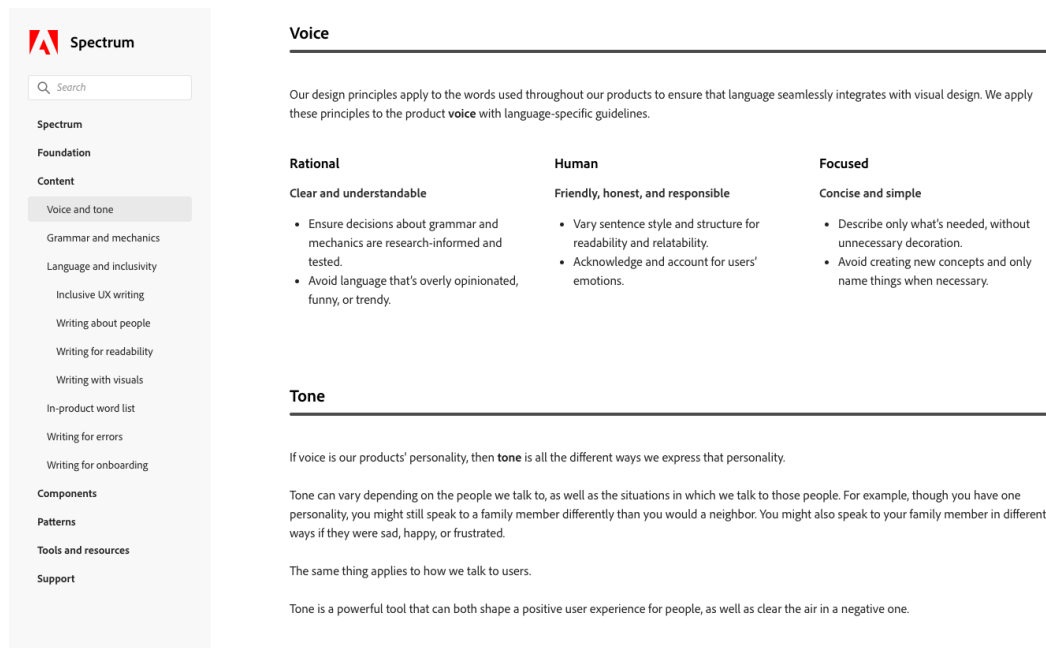 Spectrum
Search
Spectrum
Foundation
Content
Voice and tone
Grammar and mechanics
Language and inclusivity
Inclusive UX writing
Writing about people
Writing for readability
Writing with visuals
In-product word list
Writing for errors
Writing for onboarding
Components
Patterns
Tools and resources
Support
Voice
Our design principles apply to the words used throughout our products to ensure that language seamlessly integrates with visual design. We apply
these principles to the product voice with language-specific guidelines.
Rational
Clear and understandable
• Ensure decisions about grammar and
mechanics are research-informed and
tested.
• Avoid language that's overly opinionated,
funny, or trendy.
Human
Friendly, honest, and responsible
• Vary sentence style and structure for
readability and relatability.
• Acknowledge and account for users'
emotions.
Focused
Concise and simple
• Describe only what's needed, without
unnecessary decoration.
• Avoid creating new concepts and only
name things when necessary.
Tone
If voice is our products' personality, then tone is all the different ways we express that personality.
Tone can vary depending on the people we talk to, as well as the situations in which we talk to those people. For example, though you have one
personality, you might still speak to a family member differently than you would a neighbor. You might also speak to your family member in different
ways if they were sad, happy, or frustrated.
The same thing applies to how we talk to users.
Tone is a powerful tool that can both shape a positive user experience for people, as well as clear the air in a negative one.